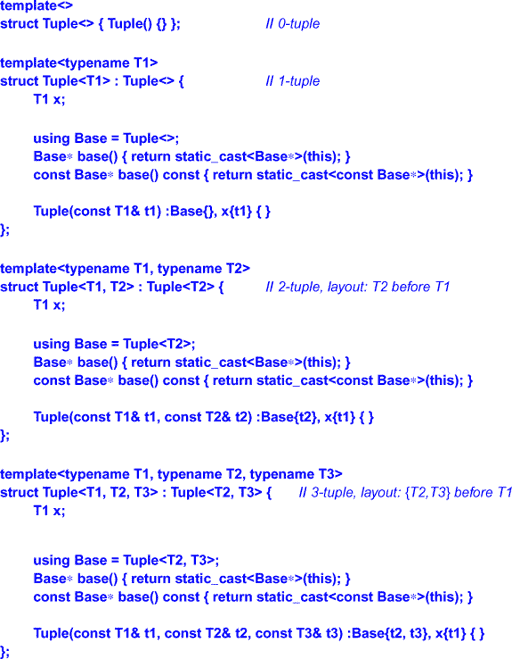 template<>
struct Tuple<> { Tuple() {} };                    // 0-tuple

template<typename T1>
struct Tuple<T1> : Tuple<> {                    // 1-tuple
        T1 x;

        using Base = Tuple<>;
        Base∗ base() { return static_cast<Base∗>(this); }
        const Base∗ base() const { return static_cast<const Base∗>(this); }

        Tuple(const T1& t1) :Base{}, x{t1} { }
};

template<typename T1, typename T2>
struct Tuple<T1, T2> : Tuple<T2> {          // 2-tuple, layout: T2 before T1
        T1 x;

        using Base = Tuple<T2>;
        Base∗ base() { return static_cast<Base∗>(this); }
        const Base∗ base() const { return static_cast<const Base∗>(this); }

        Tuple(const T1& t1, const T2& t2) :Base{t2}, x{t1} { }
};

template<typename T1, typename T2, typename T3>
struct Tuple<T1, T2, T3> : Tuple<T2, T3> {       // 3-tuple, layout: {T2,T3} before T1
        T1 x;

        using Base = Tuple<T2, T3>;
        Base∗ base() { return static_cast<Base∗>(this); }
        const Base∗ base() const { return static_cast<const Base∗>(this); }

        Tuple(const T1& t1, const T2& t2, const T3& t3) :Base{t2, t3}, x{t1} { }
};